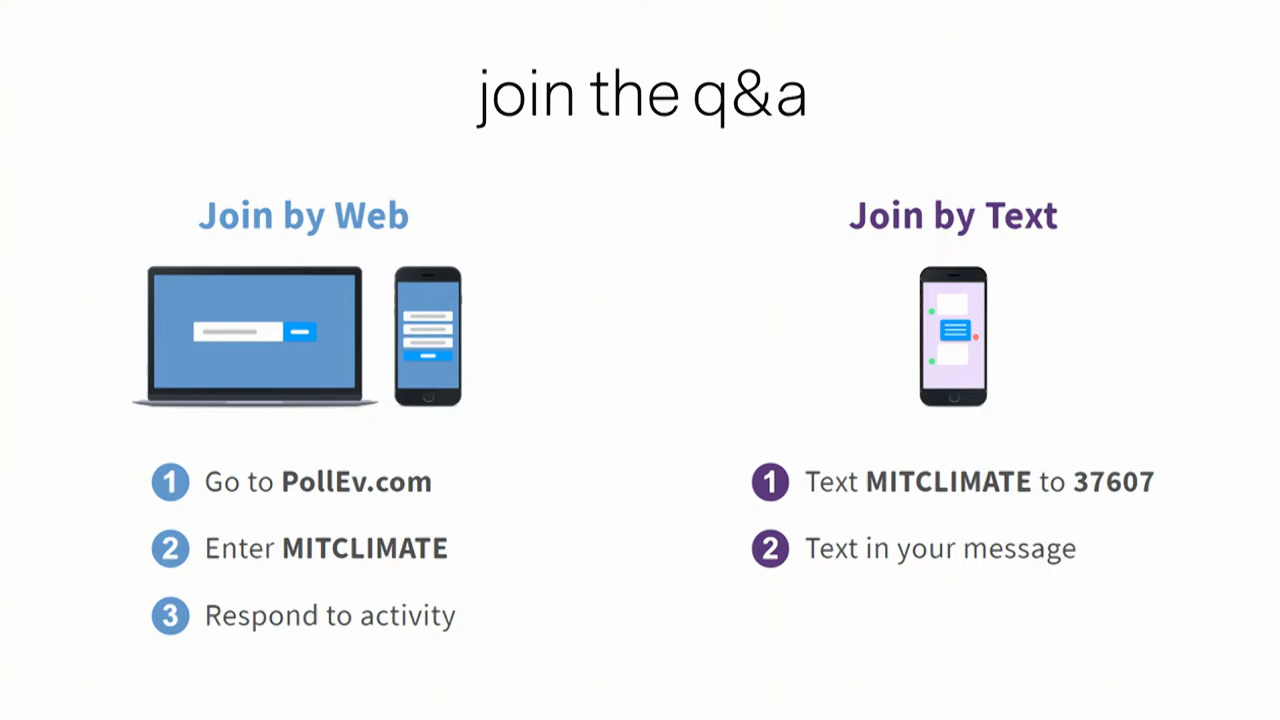 join the q&a
Join by Web
1 Go to PollEv.com
2 Enter MITCLIMATE
3 Respond to activity
Join by Text
1 Text MITCLIMATE to 37607
2 Text in your message